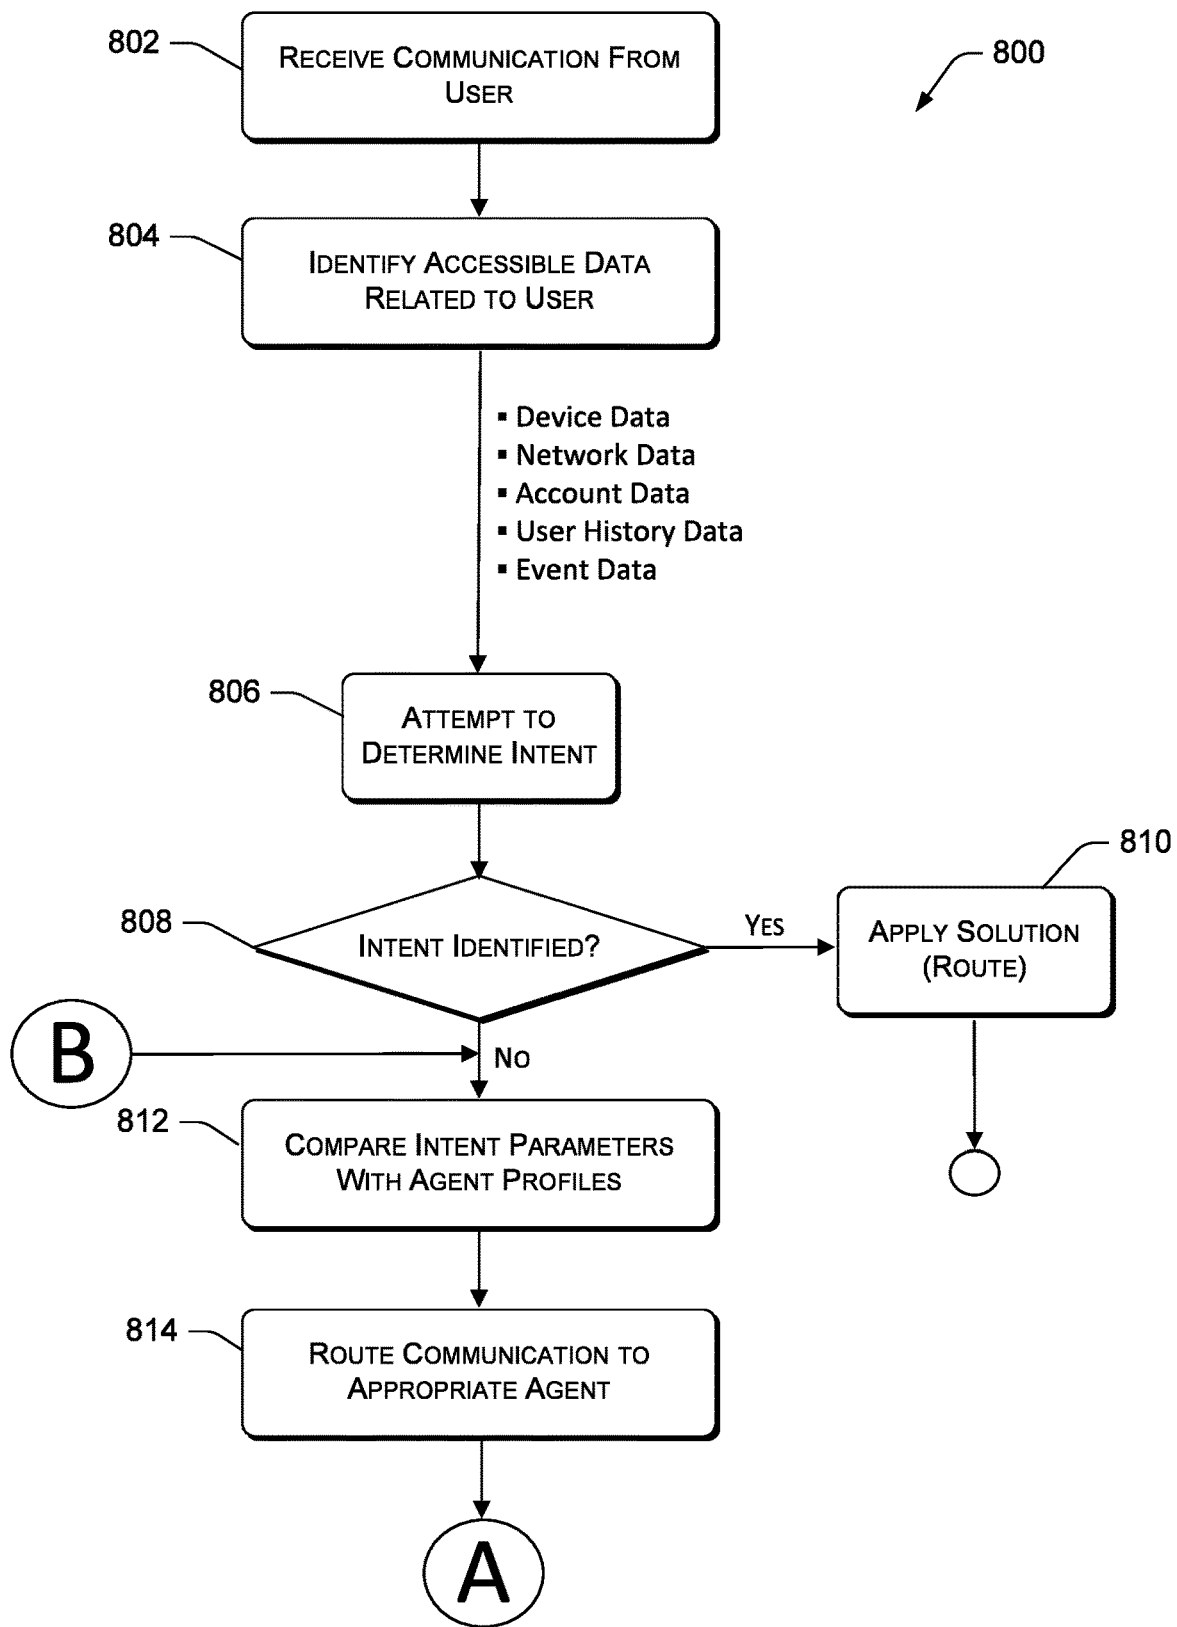 802
RECEIVE COMMUNICATION FROM
USER
800
804
IDENTIFY ACCESSIBLE DATA
RELATED TO USER
▪ Device Data
▪ Network Data
▪ Account Data
▪ User History Data
▪ Event Data
806
ATTEMPT TO
DETERMINE INTENT
808
INTENT IDENTIFIED?
YES
810
APPLY SOLUTION
(ROUTE)
B
NO
812
COMPARE INTENT PARAMETERS
WITH AGENT PROFILES
814
ROUTE COMMUNICATION TO
APPROPRIATE AGENT
A